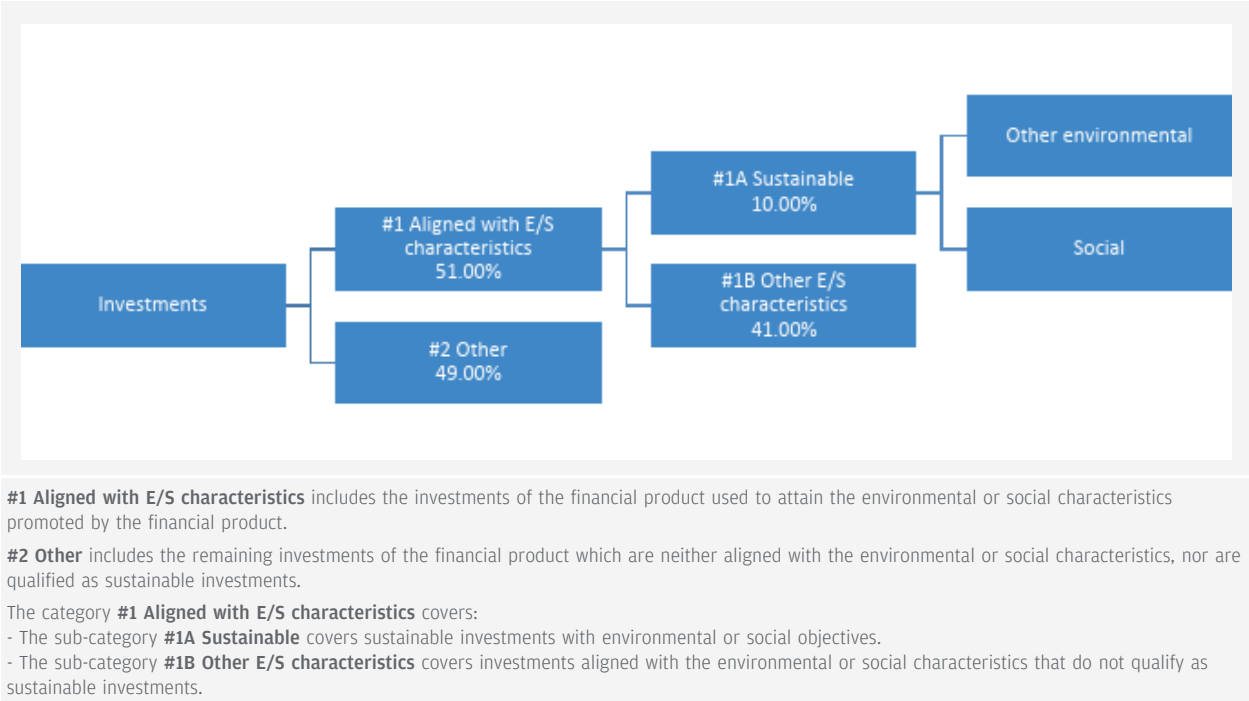 Investments
#1 Aligned with E/S
characteristics
51.00%
#2 Other
49.00%
#1A Sustainable
10.00%
#1B Other E/S
characteristics
41.00%
Other environmental
Social
#1 Aligned with E/S characteristics includes the investments of the financial product used to attain the environmental or social characteristics
promoted by the financial product.
#2 Other includes the remaining investments of the financial product which are neither aligned with the environmental or social characteristics, nor are
qualified as sustainable investments.
The category #1 Aligned with E/S characteristics covers:
- The sub-category #1A Sustainable covers sustainable investments with environmental or social objectives.
- The sub-category #1B Other E/S characteristics covers investments aligned with the environmental or social characteristics that do not qualify as
sustainable investments.